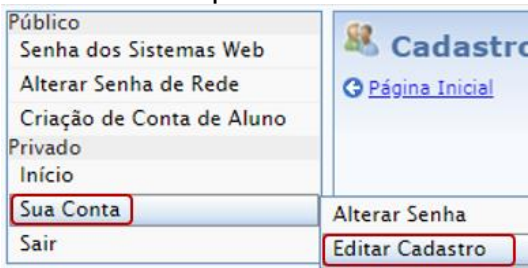 Público
Senha dos Sistemas Web
Alterar Senha de Rede
Criação de Conta de Aluno
Privado
Início
Sua Conta
Sair
Cadastro
Página Inicial
Alterar Senha
Editar Cadastro